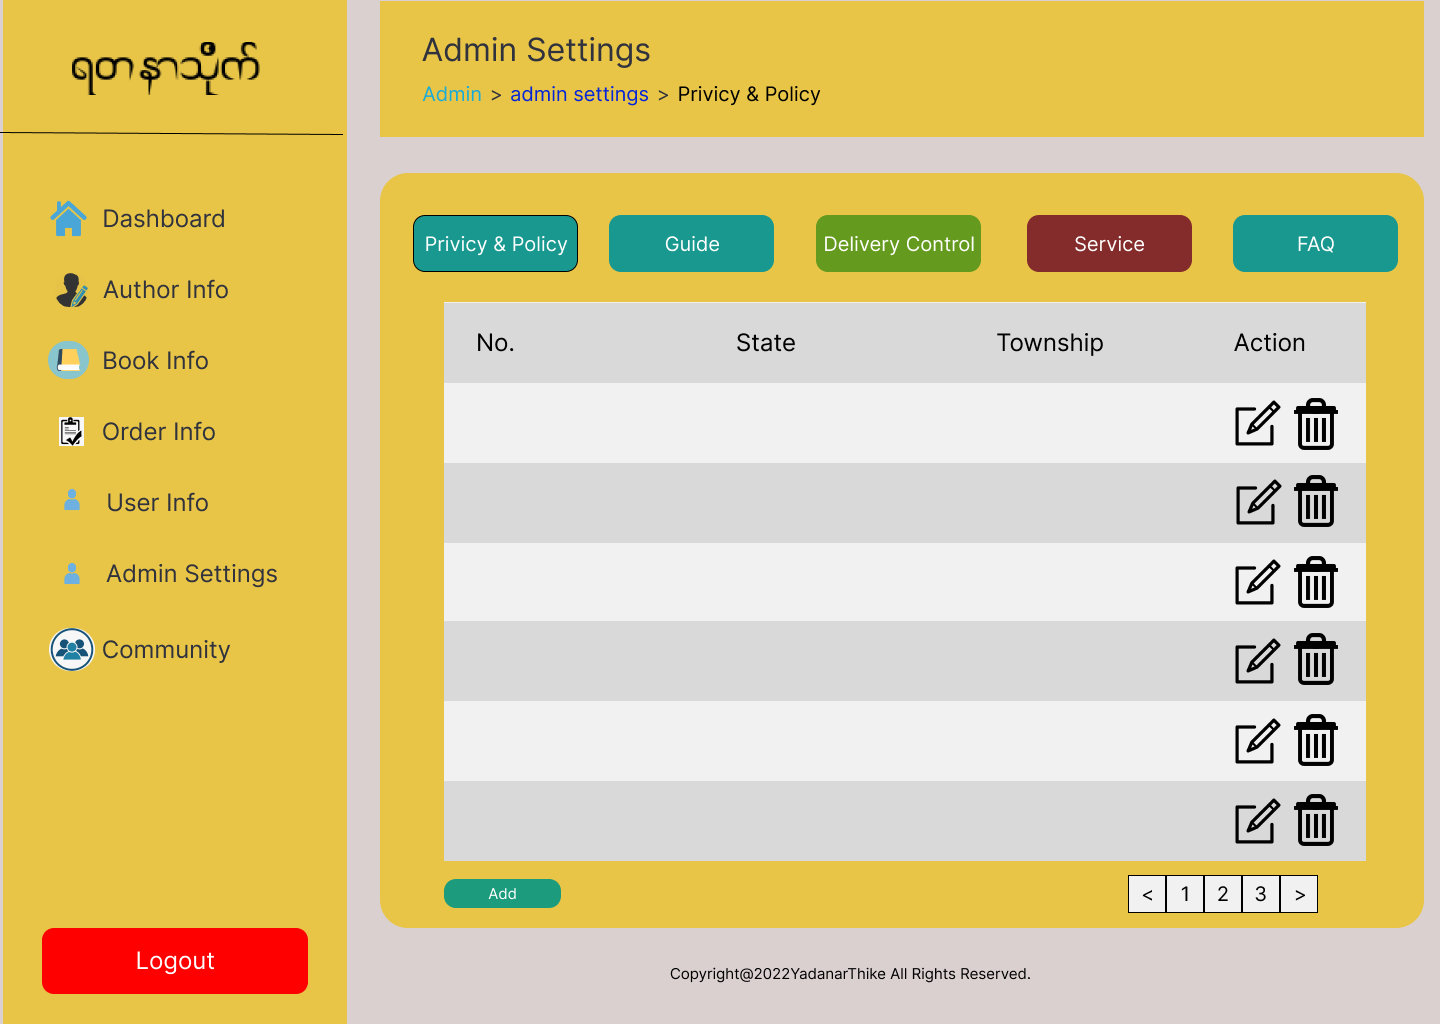 ရတနာသိုက်
Dashboard
Author Info
Book Info
Order Info
User Info
Admin Settings
Community
Logout
Admin Settings
Admin > admin settings > Privicy & Policy
Privicy & Policy Guide Delivery Control Service FAQ
No. State Township Action
Add
< 1 2 3 >
Copyright@2022YadanarThike All Rights Reserved.